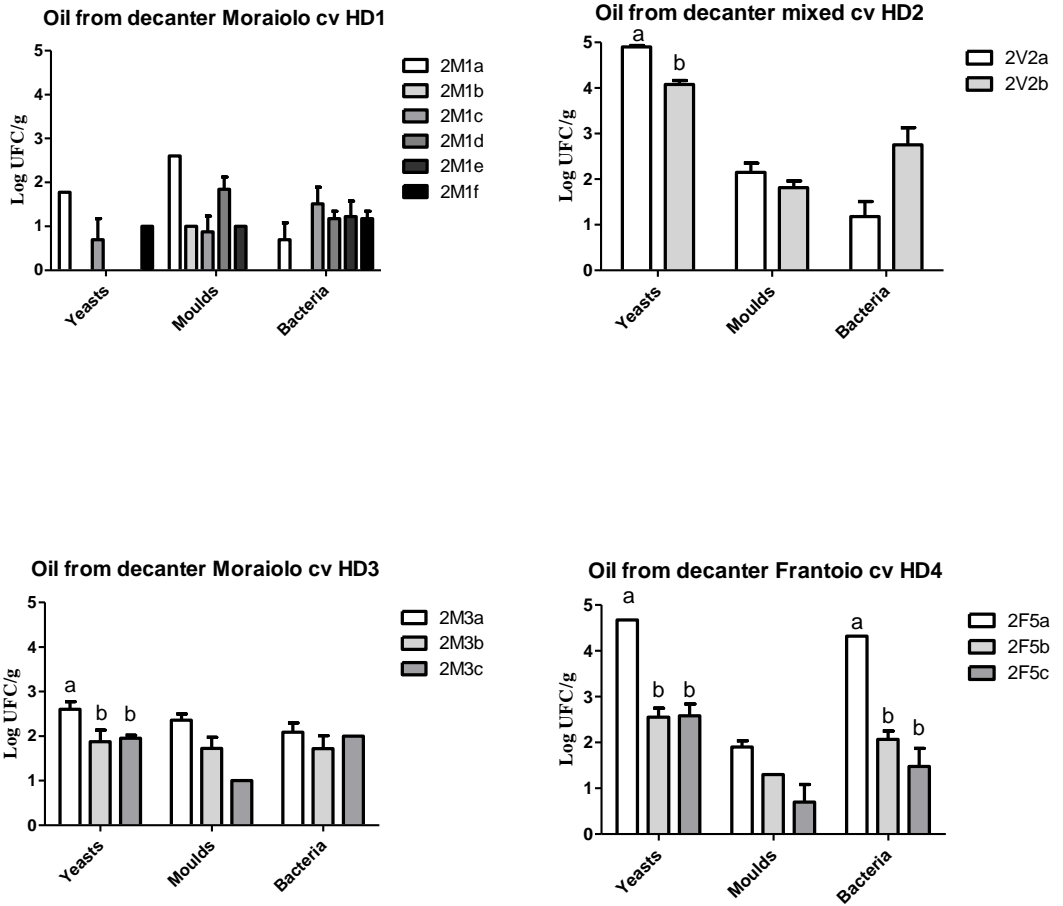 Oil from decanter Moraiolo cv HD1
Log UFC/g
5
4
3
2
1
0
Yeasts
Moulds
Bacteria
2M1a
2M1b
2M1c
2M1d
2M1e
2M1f
Oil from decanter mixed cv HD2
Log UFC/g
5
4
3
2
1
0
a
b
Yeasts
Moulds
Bacteria
2V2a
2V2b
Oil from decanter Moraiolo cv HD3
Log UFC/g
5
4
3
2
1
0
a
b
b
Yeasts
Moulds
Bacteria
2M3a
2M3b
2M3c
Oil from decanter Frantoio cv HD4
Log UFC/g
5
4
3
2
1
0
a
b
b
a
b
b
Yeasts
Moulds
Bacteria
2F5a
2F5b
2F5c